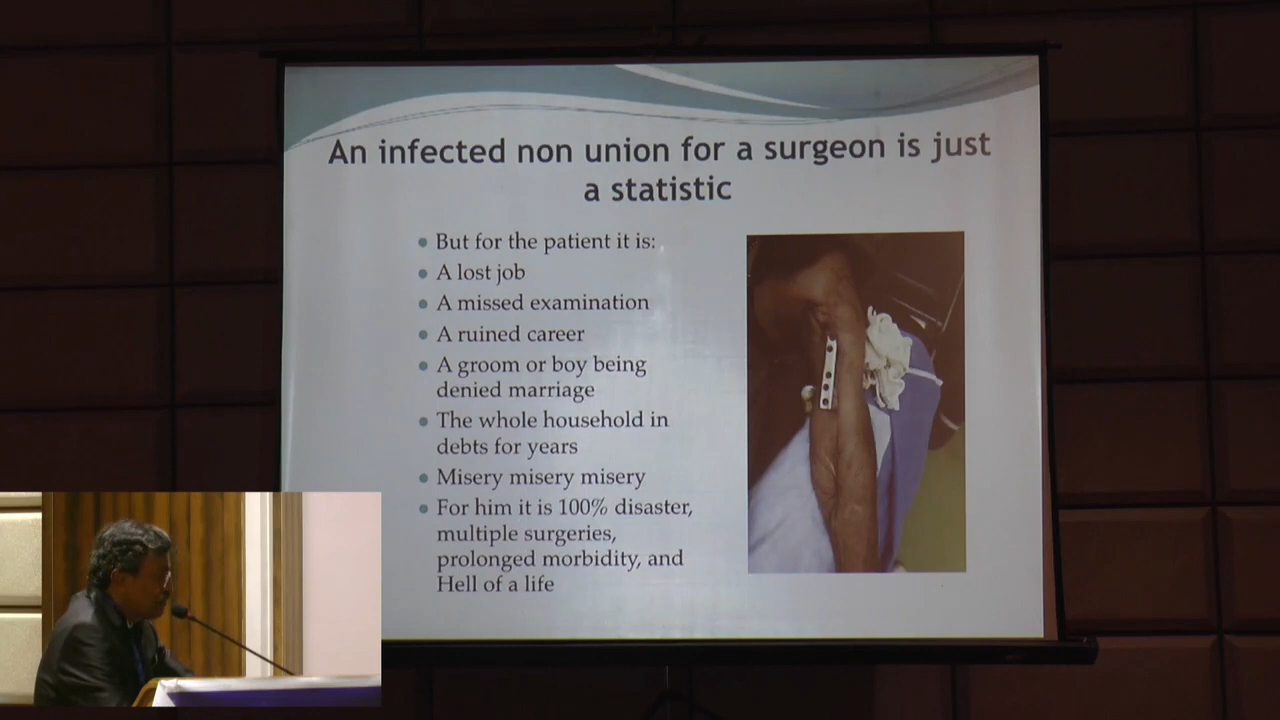 An infected non union for a surgeon is just
a statistic
But for the patient it is:
A lost job
A missed examination
A ruined career
A groom or boy being
denied marriage
The whole household in
debts for years
Misery misery misery
For him it is 100% disaster,
multiple surgeries,
prolonged morbidity, and
Hell of a life